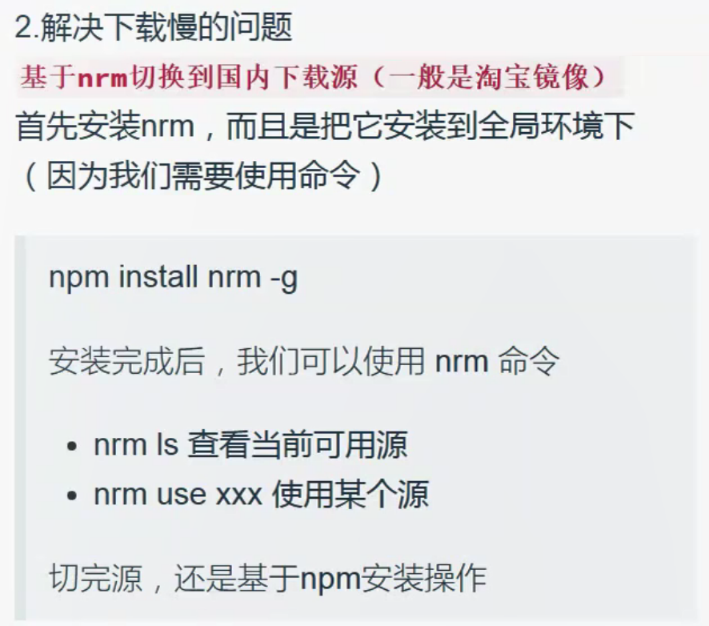 2.解决下载慢的问题
基于nrm切换到国内下载源（一般是淘宝镜像）
首先安装nrm，而且是把它安装到全局环境下
（因为我们需要使用命令）
npm install nrm -g
安装完成后，我们可以使用 nrm 命令
• nrm ls 查看当前可用源
• nrm use xxx 使用某个源
切完源，还是基于npm安装操作